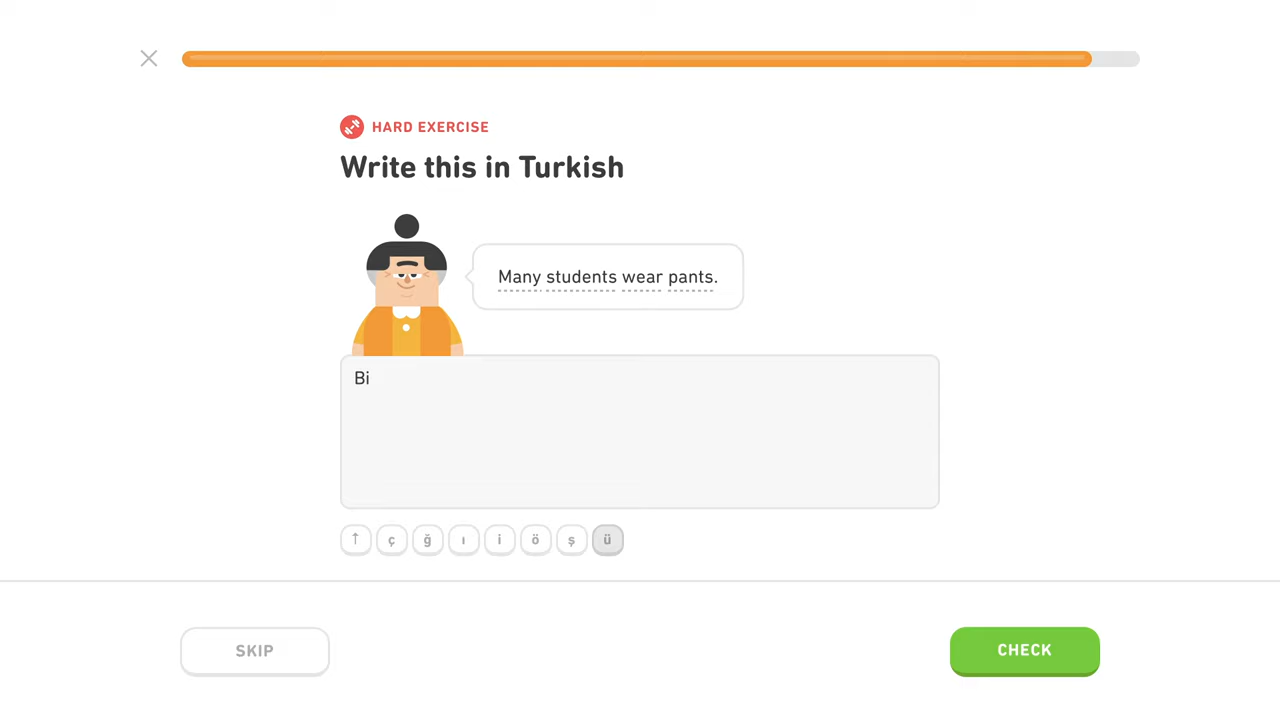 HARD EXERCISE
Write this in Turkish
Many students wear pants.
Bi
↑ ç ğ ı i ö ş ü
SKIP
CHECK